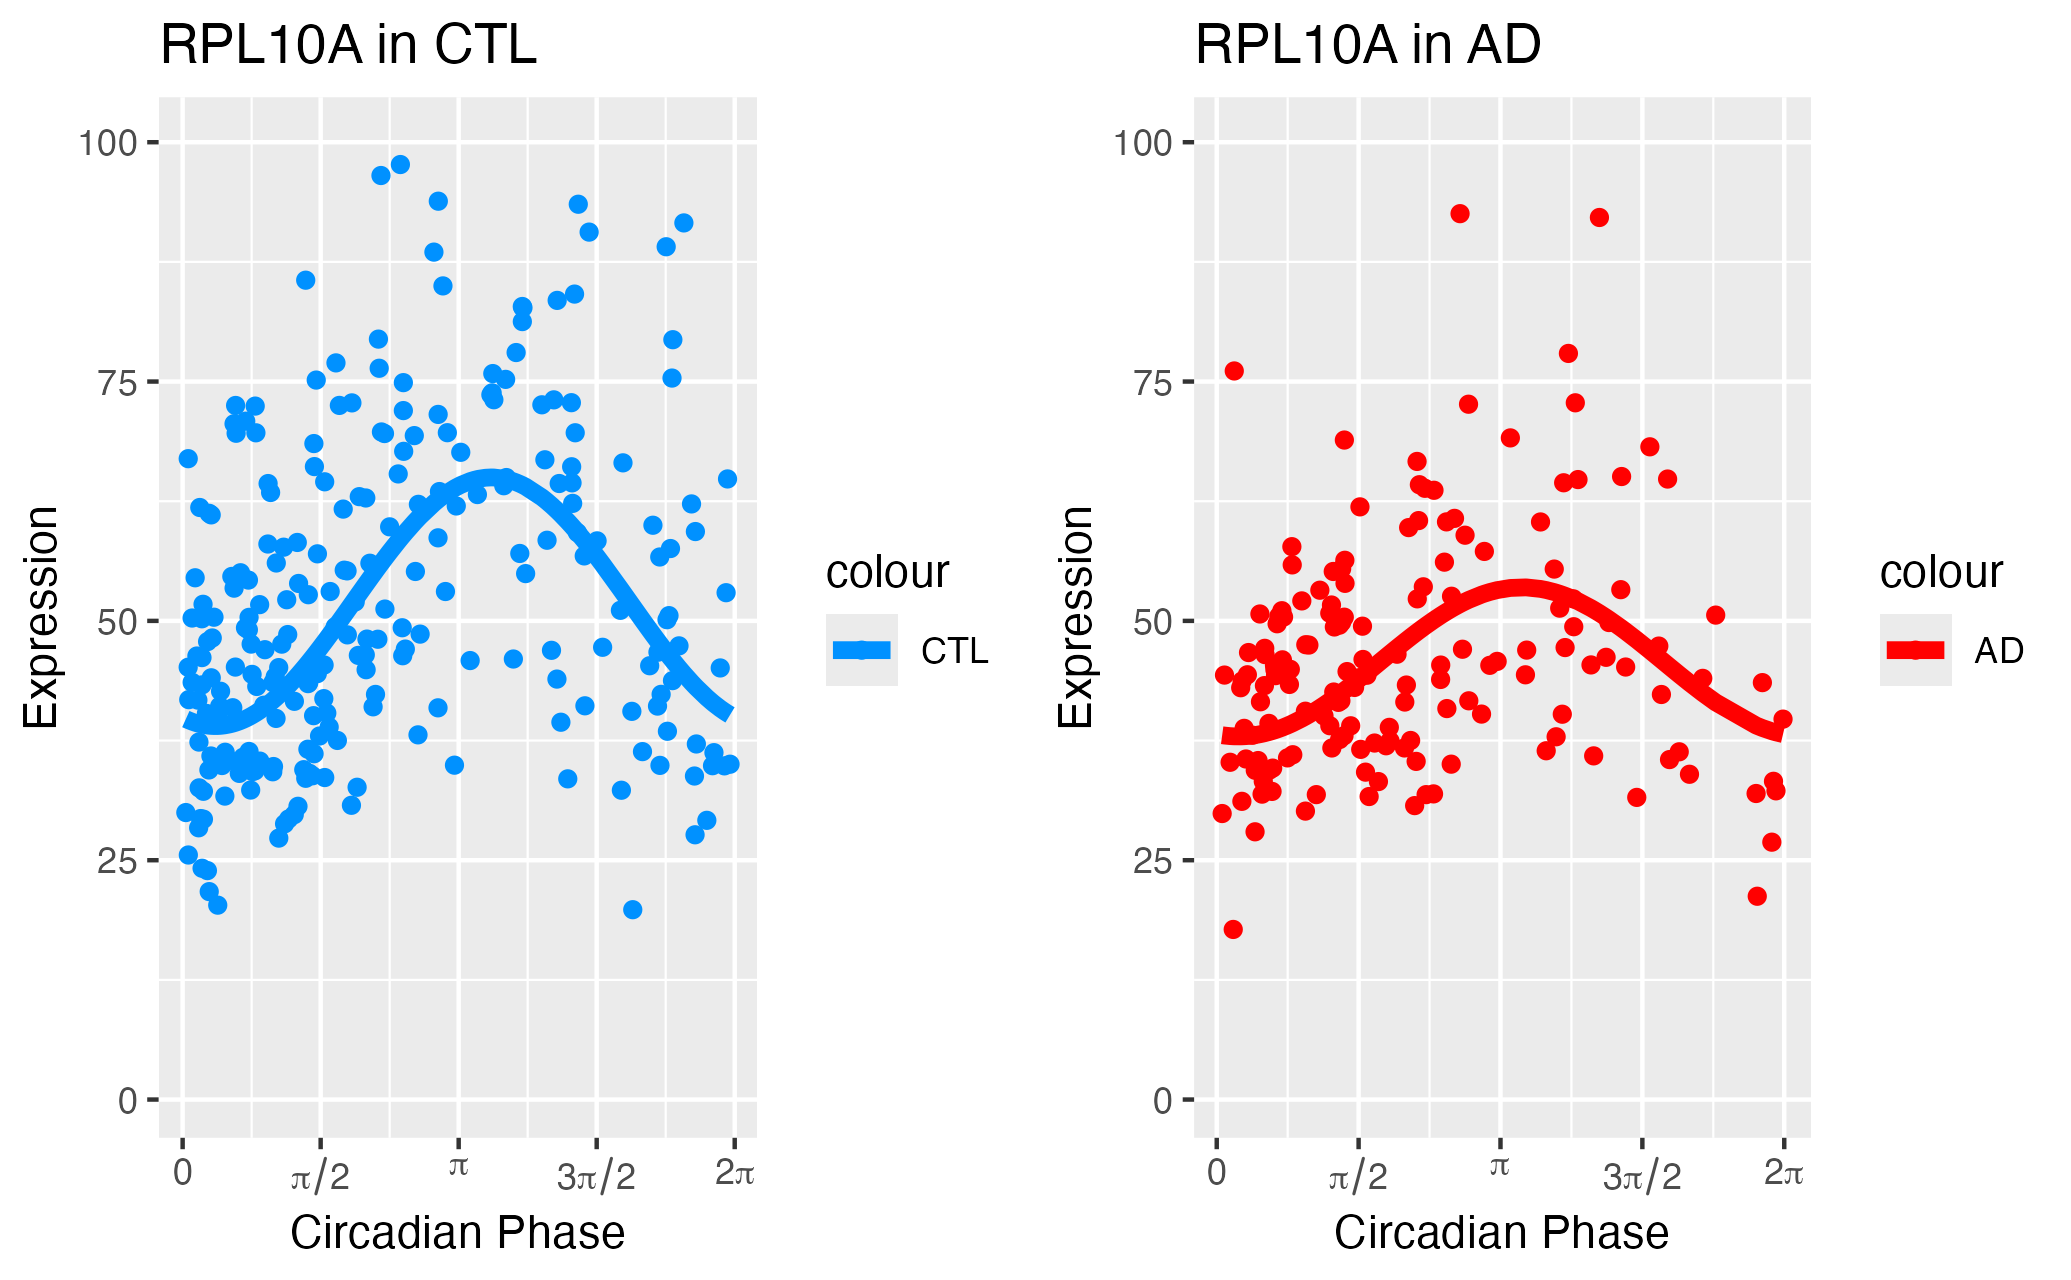 RPL10A in CTL
100
75
50
25
0
Expression
0 π/2 π 3π/2 2π
Circadian Phase
colour
CTL
RPL10A in AD
100
75
50
25
0
Expression
0 π/2 π 3π/2 2π
Circadian Phase
colour
AD